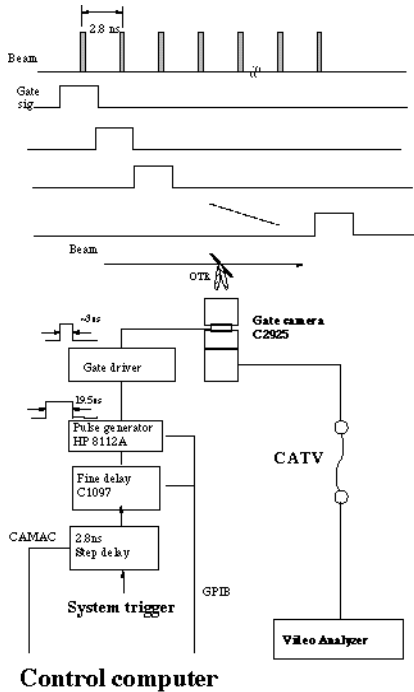 2.8 ns
Beam
Gate
sig.
Beam
OTR
Gate camera
C2925
~3ns
Gate driver
19.5ns
Pulse generator
HP 8112A
CATV
Fine delay
C1097
CAMAC
2.8ns
Step delay
GPIB
System trigger
Video Analyzer
Control computer